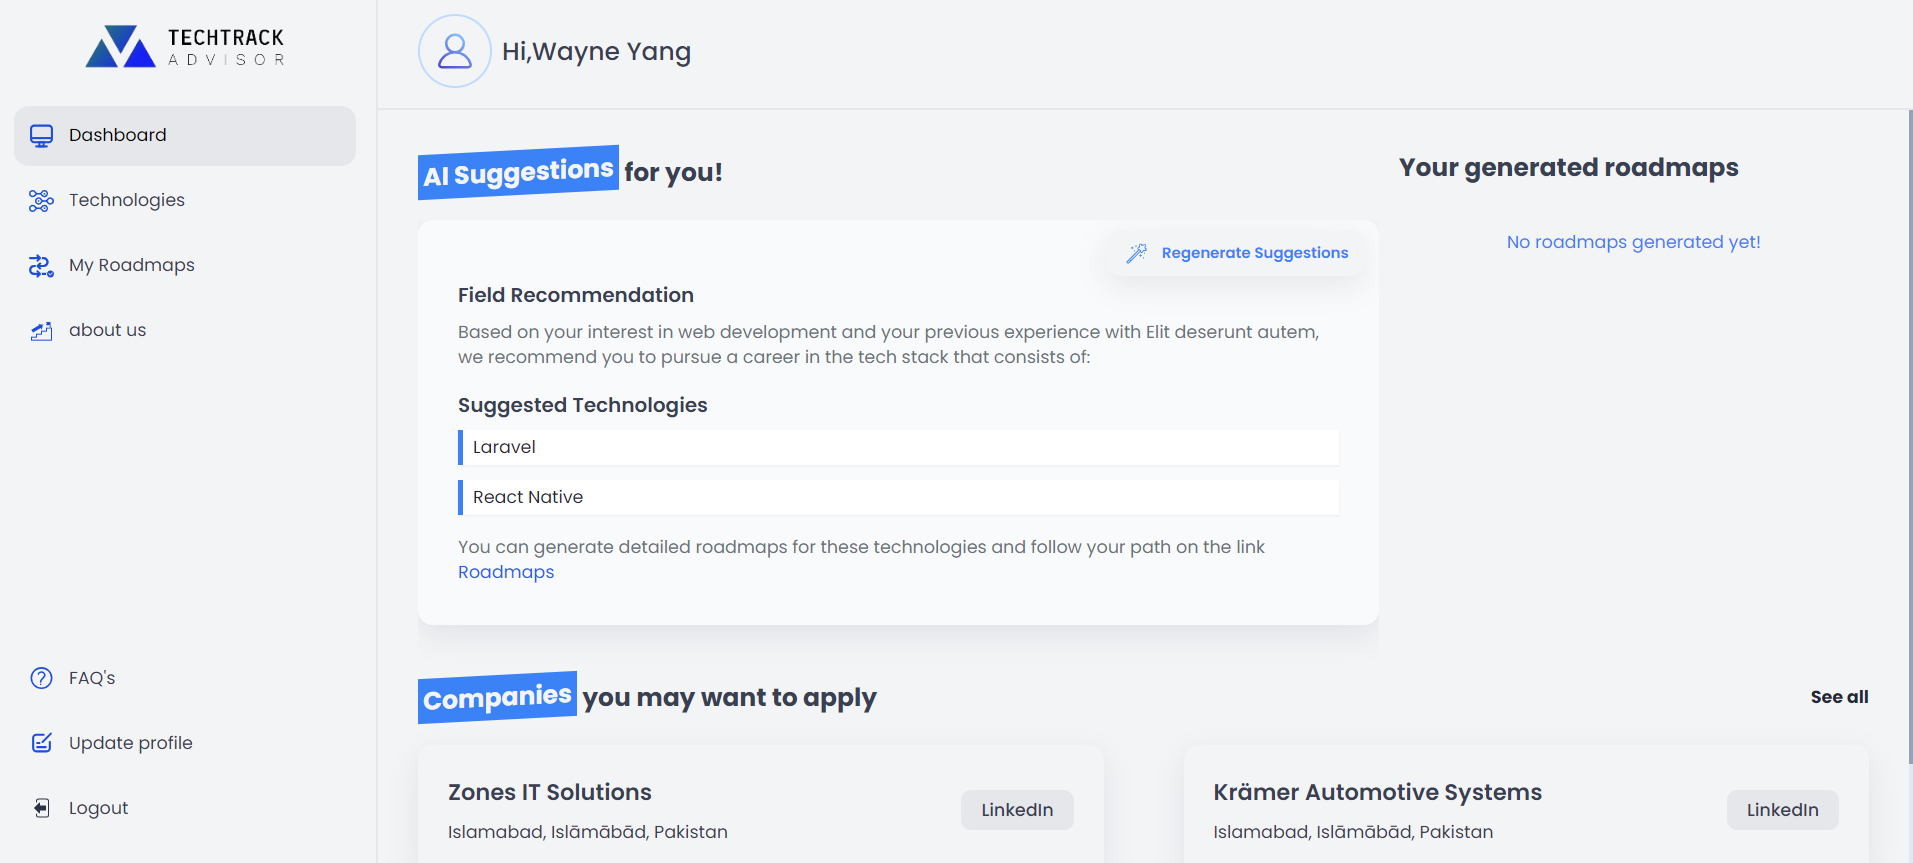 TECHTRACK
ADVISOR
Hi,Wayne Yang
Dashboard
Technologies
My Roadmaps
about us
FAQ's
Update profile
Logout
AI Suggestions for you!
Regenerate Suggestions
Field Recommendation
Based on your interest in web development and your previous experience with Elit deserunt autem,
we recommend you to pursue a career in the tech stack that consists of:
Suggested Technologies
Laravel
React Native
You can generate detailed roadmaps for these technologies and follow your path on the link
Roadmaps
Your generated roadmaps
No roadmaps generated yet!
Companies you may want to apply
See all
Zones IT Solutions
Islamabad, Islāmābād, Pakistan
LinkedIn
Krämer Automotive Systems
Islamabad, Islāmābād, Pakistan
LinkedIn